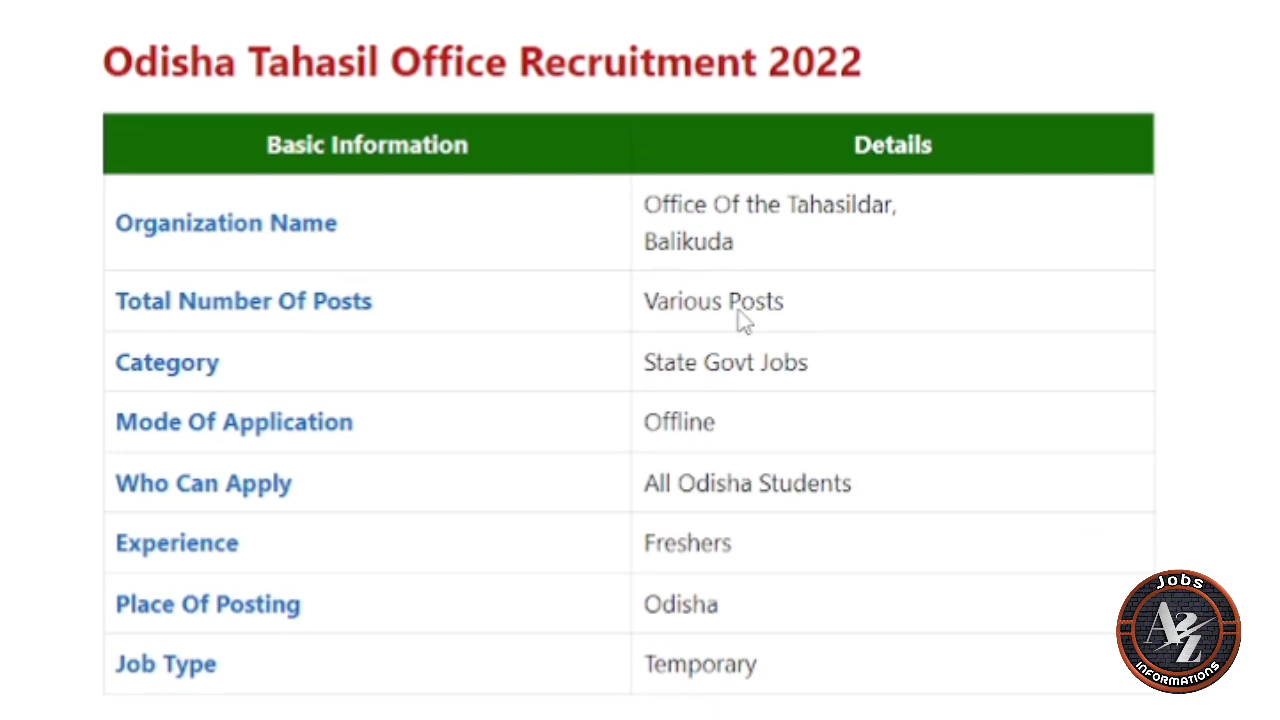 Odisha Tahasil Office Recruitment 2022
Basic Information Details
Organization Name Office Of the Tahasildar,
Balikuda
Total Number Of Posts Various Posts
Category State Govt Jobs
Mode Of Application Offline
Who Can Apply All Odisha Students
Experience Freshers
Place Of Posting Odisha
Job Type Temporary
Jobs
A2Z
INFORMATIONS